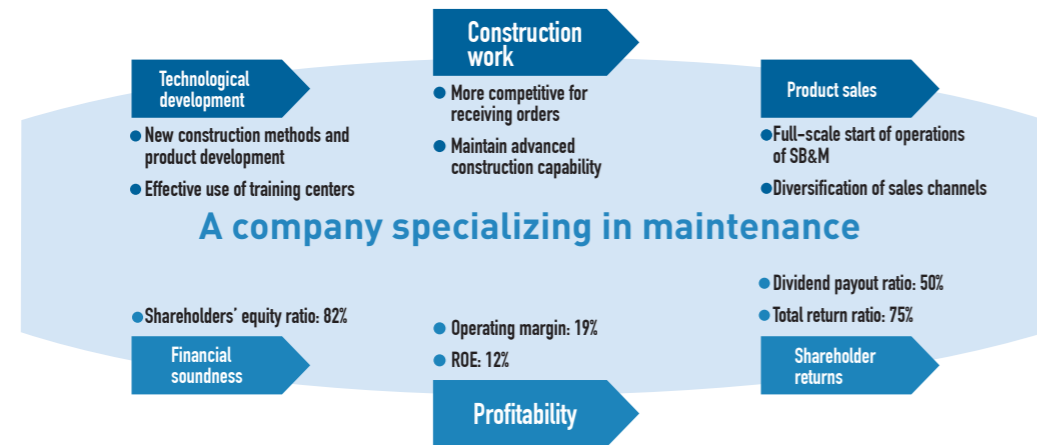 Technological
development
● New construction methods and
product development
● Effective use of training centers
Construction
work
● More competitive for
receiving orders
● Maintain advanced
construction capability
Product sales
●Full-scale start of operations
of SB&M
●Diversification of sales channels
A company specializing in maintenance
●Shareholders’ equity ratio: 82%
Financial
soundness
● Operating margin: 19%
● ROE: 12%
Profitability
●Dividend payout ratio: 50%
●Total return ratio: 75%
Shareholder
returns